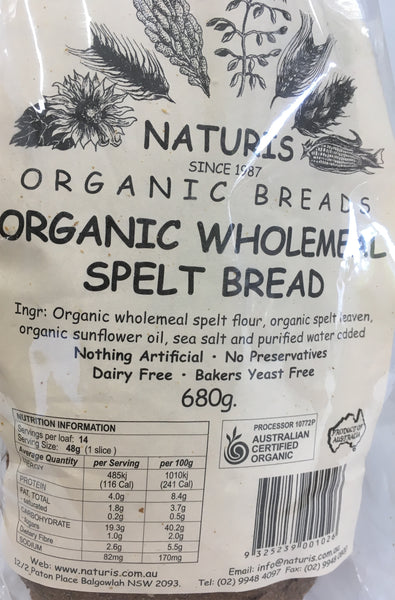 NATURIS
SINCE 1987
ORGANIC BREADS
ORGANIC WHOLEMEAL
SPELT BREAD
Ingr: Organic wholemeal spelt flour, organic spelt leaven,
organic sunflower oil, sea salt and purified water added
Nothing Artificial · No Preservatives
Dairy Free · Bakers Yeast Free
680g.
NUTRITION INFORMATION
Servings per loaf: 14
Serving Size: 48g (1 slice)
Average Quantity per Serving per 100g
ENERGY 485kj 1010kj
(116 Cal) (241 Cal)
PROTEIN 4.0g 8.4g
FAT, TOTAL 1.8g 3.7g
saturated 0.2g 0.5g
CARBOHYDRATE 19.3g 40.2g
sugars 1.0g 2.0g
Dietary Fibre 2.6g 5.5g
SODIUM 82mg 170mg
PROCESSOR 10772P
AUSTRALIAN
CERTIFIED
ORGANIC
PRODUCT OF
AUSTRALIA
9 325239 001026
Web: www.naturis.com.au
12/2 Paton Place Balgowlah NSW 2093.
Email: info@naturis.com.au
Tel: (02) 9948 4097 Fax: (02) 9948